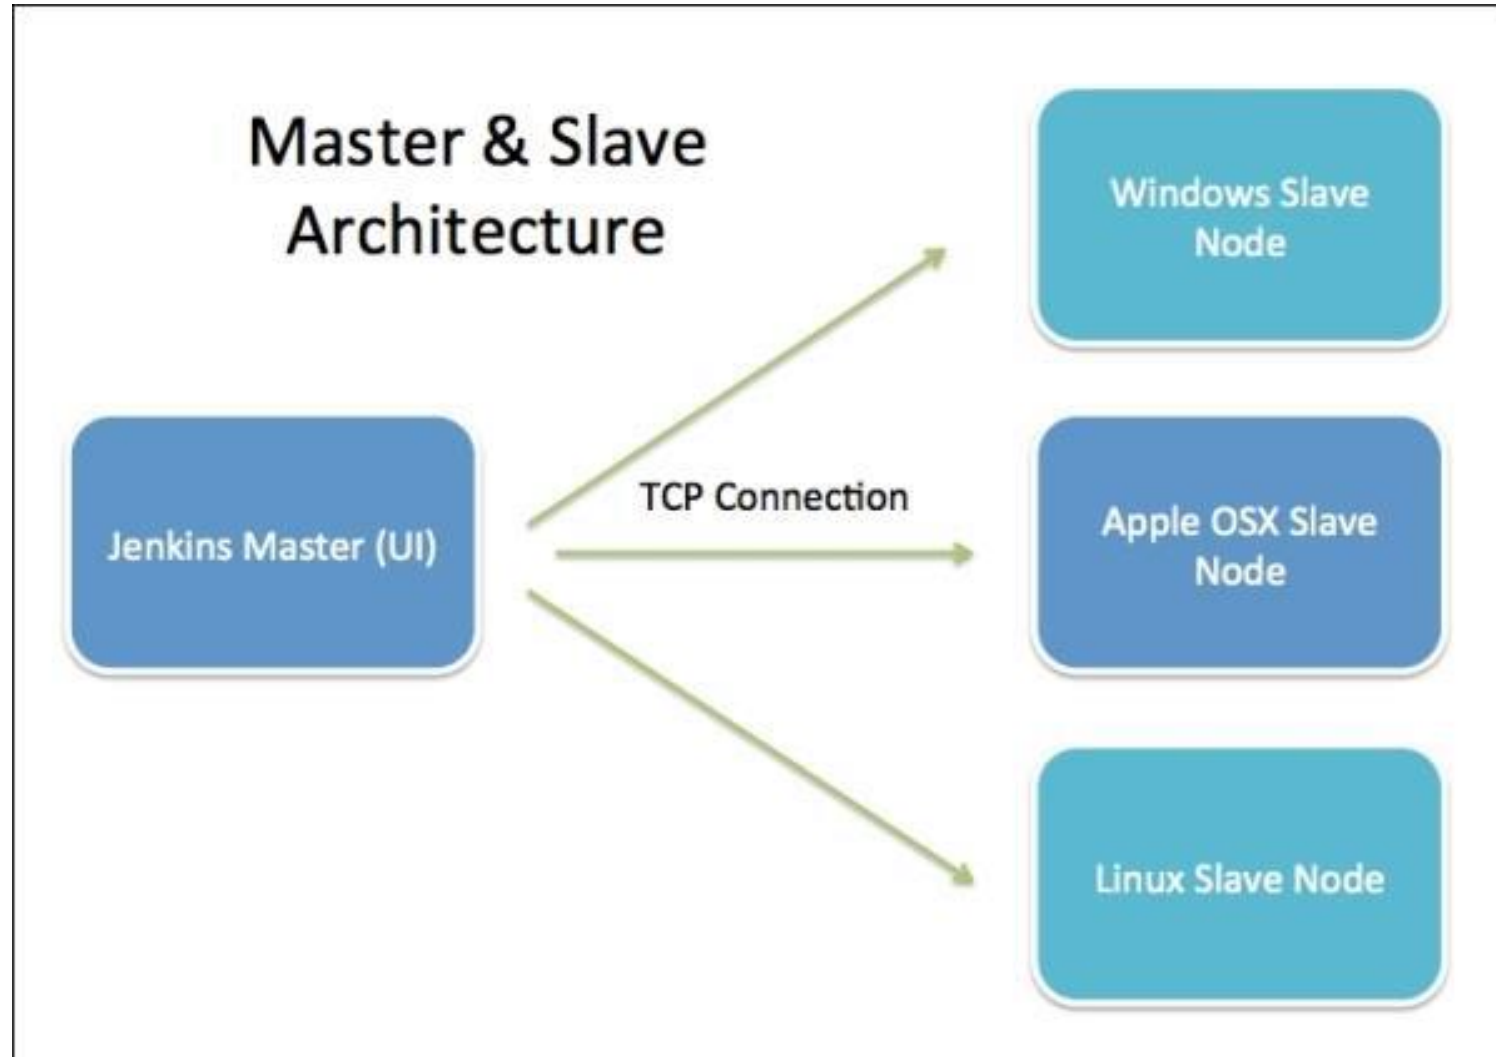 Master & Slave
Architecture
Windows Slave
Node
TCP Connection
Jenkins Master (UI)
Apple OSX Slave
Node
Linux Slave Node